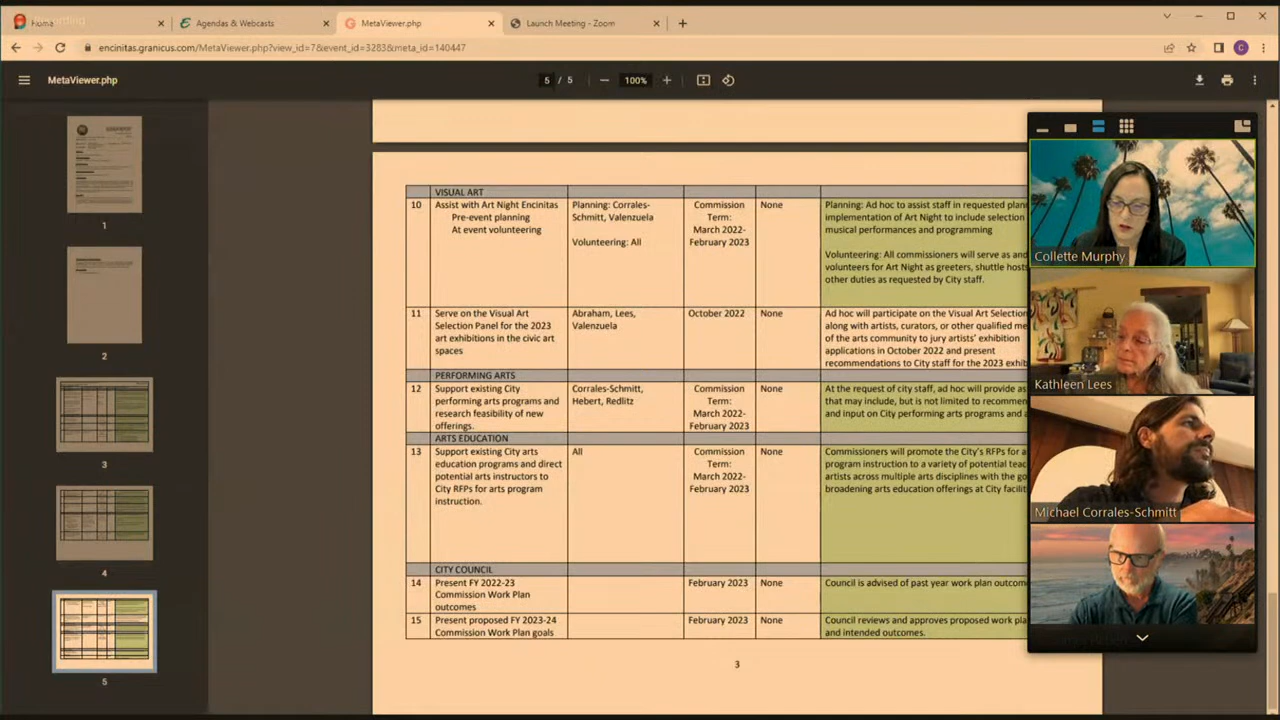 Home
Agendas & Webcasts
MetaViewer.php
Launch Meeting - Zoom
encinitas.granicus.com/MetaViewer.php?view_id=7&event_id=3283&meta_id=140447
C
MetaViewer.php
5 / 5
100%
1
2
3
4
5
VISUAL ART
10
Assist with Art Night Encinitas
Pre-event planning
At event volunteering
Planning: Corrales-
Schmitt, Valenzuela
Volunteering: All
Commission
Term:
March 2022-
February 2023
None
Planning: Ad hoc to assist staff in requested plan
implementation of Art Night to include selection
musical performances and programming
Volunteering: All commissioners will serve as and
volunteers for Art Night as greeters, shuttle hosts
other duties as requested by City staff.
11
Serve on the Visual Art
Selection Panel for the 2023
art exhibitions in the civic art
spaces
Abraham, Lees,
Valenzuela
October 2022
None
Ad hoc will participate on the Visual Art Selection
along with artists, curators, or other qualified me
of the arts community to jury artists' exhibition
applications in October 2022 and present
recommendations to City staff for the 2023 exhib
PERFORMING ARTS
12
Support existing City
performing arts programs and
research feasibility of new
offerings.
Corrales-Schmitt,
Hebert, Redlitz
Commission
Term:
March 2022-
February 2023
None
At the request of city staff, ad hoc will provide as
that may include, but is not limited to recommen
and input on City performing arts programs and a
ARTS EDUCATION
13
Support existing City arts
education programs and direct
potential arts instructors to
City RFPs for arts program
instruction.
All
Commission
Term:
March 2022-
February 2023
None
Commissioners will promote the City's RFPs for a
program instruction to a variety of potential teac
artists across multiple arts disciplines with the go
broadening arts education offerings at City facilit
CITY COUNCIL
14
Present FY 2022-23
Commission Work Plan
outcomes
February 2023
None
Council is advised of past year work plan outcom
15
Present proposed FY 2023-24
Commission Work Plan goals
February 2023
None
Council reviews and approves proposed work pla
and intended outcomes.
3
Collette Murphy
Kathleen Lees
Michael Corrales-Schmitt